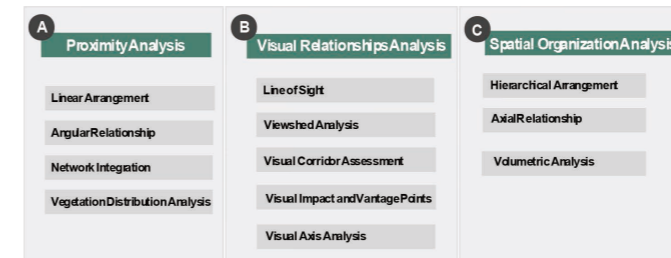 A
Proximity Analysis
Linear Arrangement
Angular Relationship
Network Integration
Vegetation Distribution Analysis
B
Visual Relationships Analysis
Line of Sight
Viewshed Analysis
Visual Corridor Assessment
Visual Impact and Vantage Points
Visual Axis Analysis
C
Spatial Organization Analysis
Hierarchical Arrangement
Axial Relationship
Volumetric Analysis